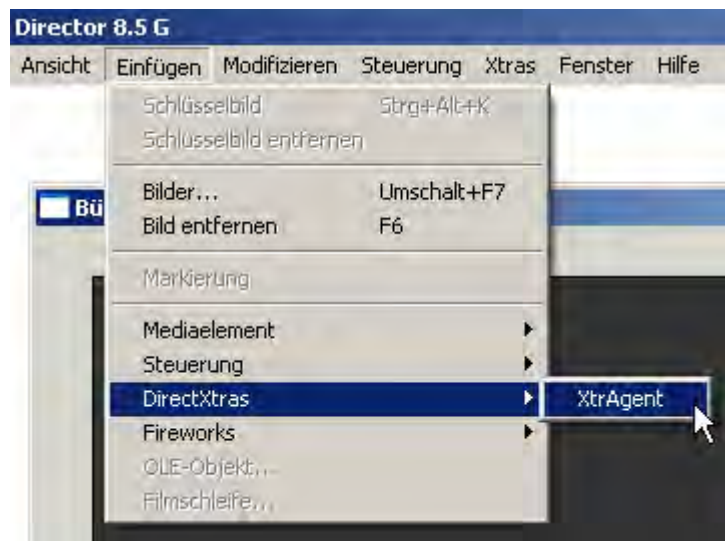 Director 8.5 G
Ansicht Einfügen Modifizieren Steuerung Xtras Fenster Hilfe
Schlüsselbild Strg+Alt+K
Schlüsselbild entfernen
Bü
Bilder... Umschalt+F7
Bild entfernen F6
Markierung
Mediaelement
Steuerung
DirectXtras XtrAgent
Fireworks
OLE-Objekt...
Filmschleife...